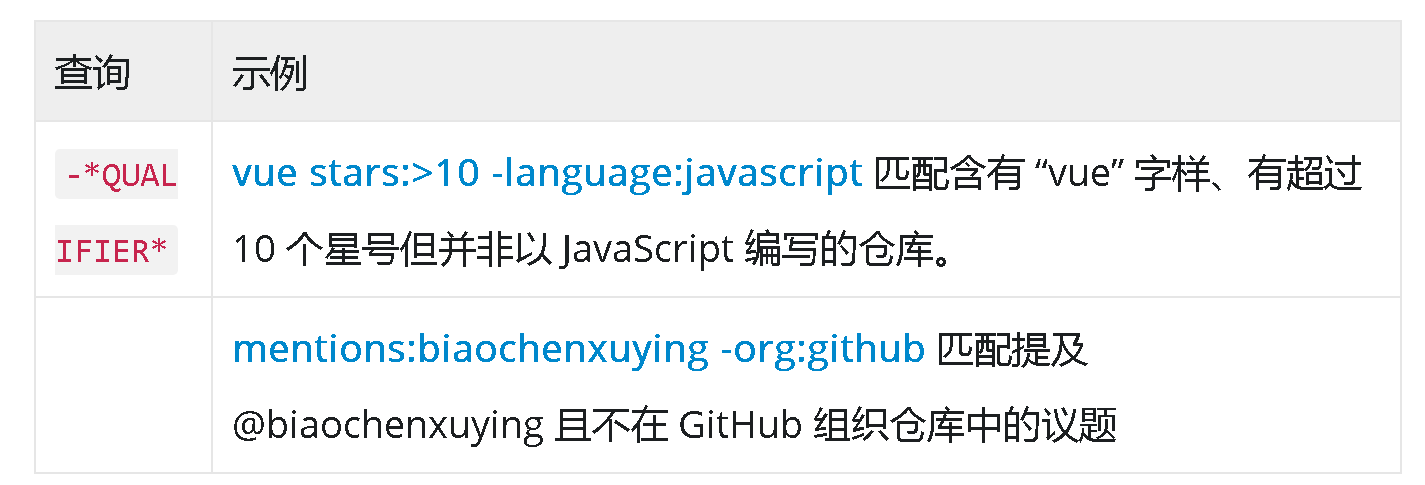 查询 示例
-*QUAL vue stars:>10 -language:javascript 匹配含有 “vue” 字样、有超过
IFIER* 10 个星号但并非以 JavaScript 编写的仓库。
mentions:biaochenxuying -org:github 匹配提及
@biaochenxuying 且不在 GitHub 组织仓库中的议题